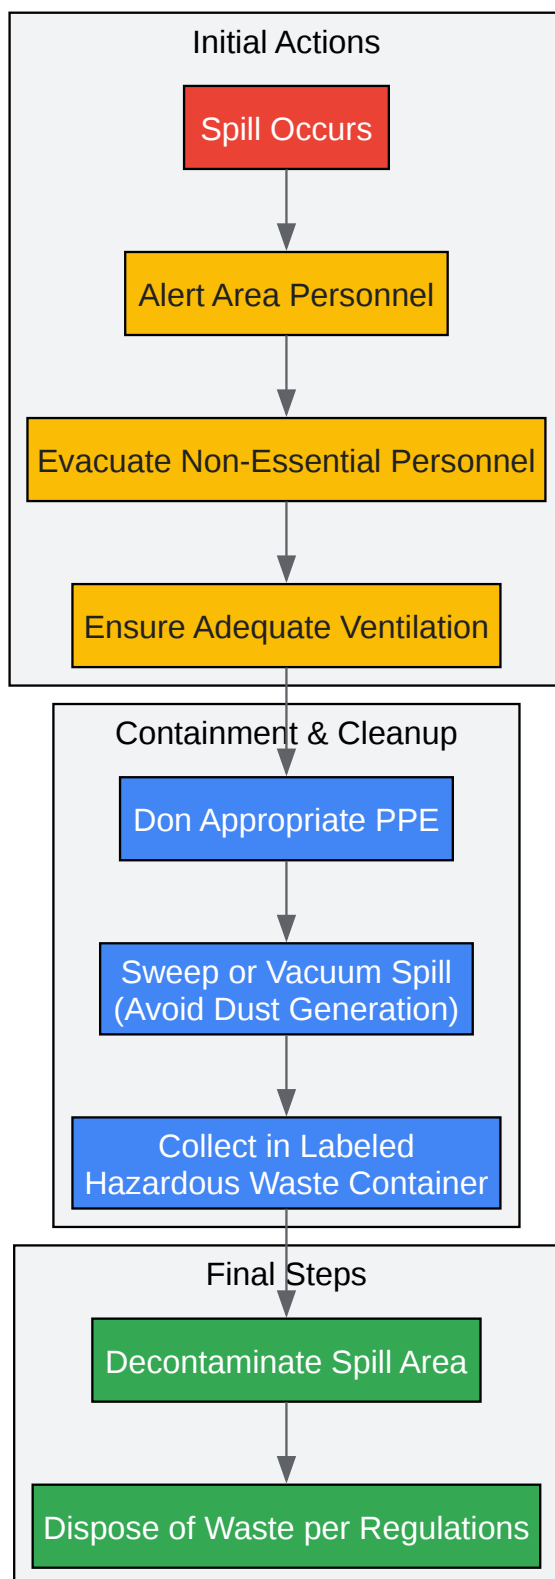 Initial Actions
Spill Occurs
Alert Area Personnel
Evacuate Non-Essential Personnel
Ensure Adequate Ventilation
Containment & Cleanup
Don Appropriate PPE
Sweep or Vacuum Spill
(Avoid Dust Generation)
Collect in Labeled
Hazardous Waste Container
Final Steps
Decontaminate Spill Area
Dispose of Waste per Regulations